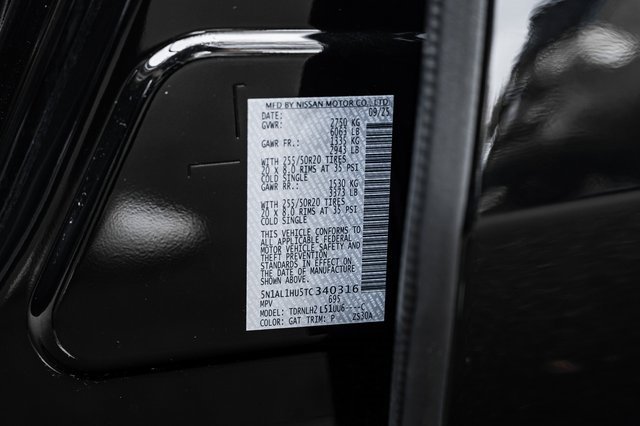 MFD BY NISSAN MOTOR CO., LTD.
DATE: 09/25
GVWR: 2750 KG
6063 LB
GAWR FR.: 1335 KG
2943 LB
WITH 255/50R20 TIRES
20 X 8.0 RIMS AT 35 PSI
COLD SINGLE
GAWR RR.: 1530 KG
3373 LB
WITH 255/50R20 TIRES
20 X 8.0 RIMS AT 35 PSI
COLD SINGLE
THIS VEHICLE CONFORMS TO
ALL APPLICABLE FEDERAL
MOTOR VEHICLE SAFETY AND
THEFT PREVENTION
STANDARDS IN EFFECT ON
THE DATE OF MANUFACTURE
SHOWN ABOVE.
5N1AL1HU5TC340316
MPV 695
MODEL: TDRNLH2 L51UU6----C
COLOR: GAT TRIM: P ZS30A